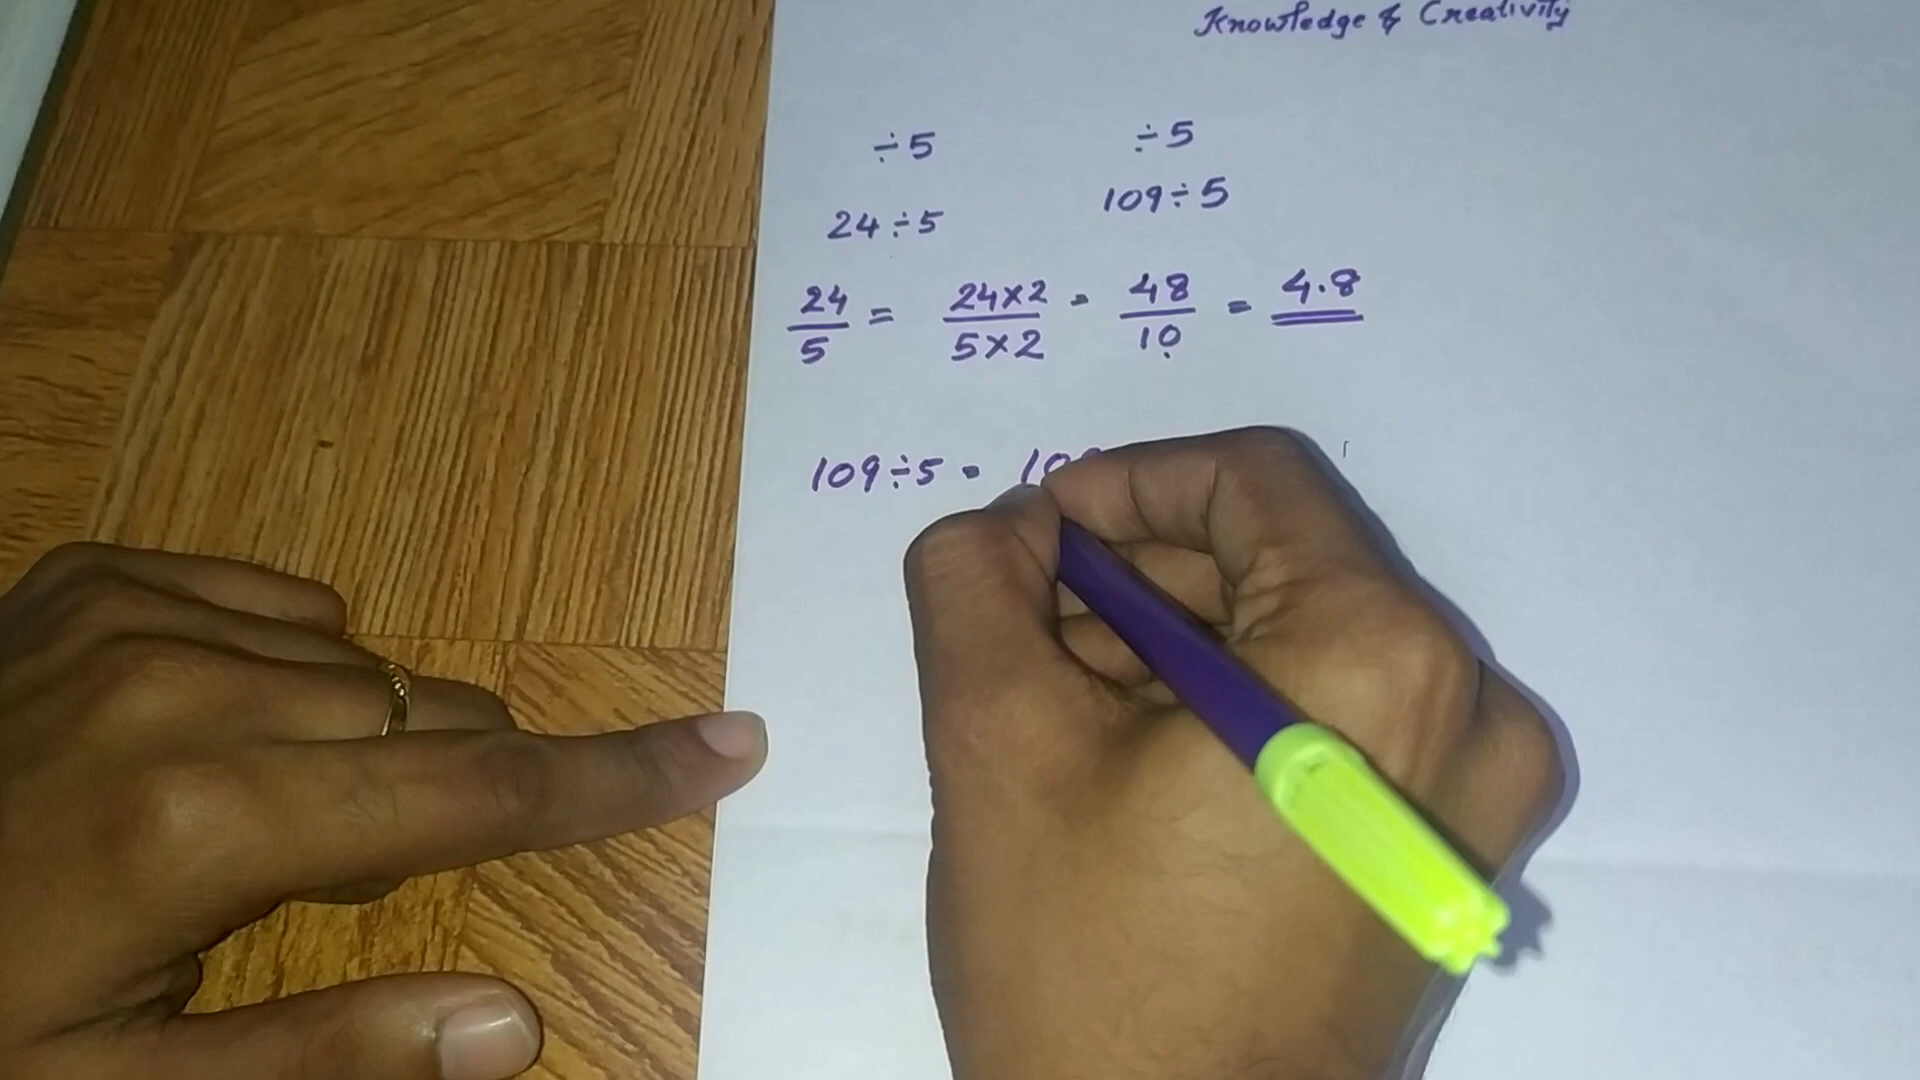 Knowledge & Creativity
÷5 ÷5
109÷5
24÷5
24/5 = 24×2/5×2 = 48/10 = 4.8
109÷5 = 10